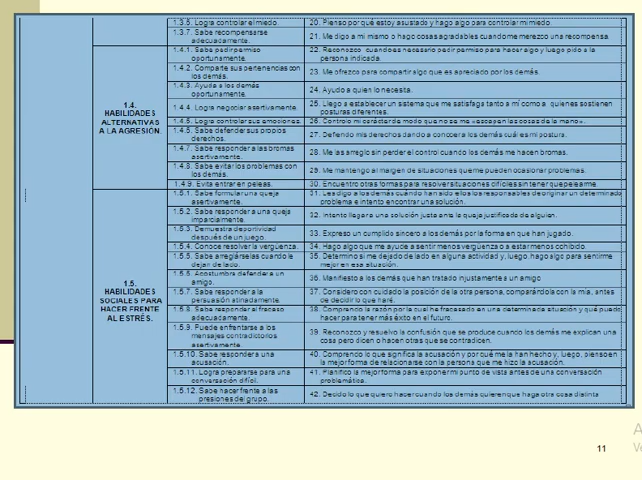 1.3.6. Logra controlar el miedo. 20. Pienso por qué estoy asustado y hago algo para controlar mi miedo.
1.3.7. Sabe recompensarse
adecuadamente. 21. Me digo a mí mismo o hago cosas agradables cuando me merezco una recompensa.
1.4.
HABILIDADES
ALTERNATIVAS
A LA AGRESIÓN.
1.4.1. Sabe pedir permiso
oportunamente. 22. Reconozco cuando es necesario pedir permiso para hacer algo y luego pido a la
persona indicada.
1.4.2. Comparte sus pertenencias con
los demás. 23. Me ofrezco para compartir algo que es apreciado por los demás.
1.4.3. Ayuda a los demás
oportunamente. 24. Ayudo a quien lo necesita.
1.4.4. Logra negociar asertivamente. 25. Llego a establecer un sistema que me satisfaga tanto a mí como a quienes sostienen
posturas diferentes.
1.4.5. Logra controlar sus emociones. 26. Controlo mi carácter de modo que no se me «escapan las cosas de la mano».
1.4.6. Sabe defender sus propios
derechos. 27. Defiendo mis derechos dando a conocer a los demás cuál es mi postura.
1.4.7. Sabe responder a las bromas
asertivamente. 28. Me las arreglo sin perder el control cuando los demás me hacen bromas.
1.4.8. Sabe evitar los problemas con
los demás. 29. Me mantengo al margen de situaciones que me pueden ocasionar problemas.
1.4.9. Evita entrar en peleas. 30. Encuentro otras formas para resolver situaciones difíciles sin tener que pelearme.
1.5.
HABILIDADES
SOCIALES PARA
HACER FRENTE
AL ESTRÉS.
1.5.1. Sabe formular una queja
asertivamente. 31. Les digo a los demás cuándo han sido ellos los responsables de originar un determinado
problema e intento encontrar una solución.
1.5.2. Sabe responder a una queja
imparcialmente. 32. Intento llegar a una solución justa ante la queja justificada de alguien.
1.5.3. Demuestra deportividad
después de un juego. 33. Expreso un cumplido sincero a los demás por la forma en que han jugado.
1.5.4. Conoce resolver la vergüenza. 34. Hago algo que me ayude a sentir menos vergüenza o a estar menos cohibido.
1.5.5. Sabe arreglárselas cuando le
dejan de lado. 35. Determino si me dejado de lado en alguna actividad y, luego, hago algo para sentirme
mejor en esa situación.
1.5.6. Acostumbra defender a un
amigo. 36. Manifiesto a los demás que han tratado injustamente a un amigo
1.5.7. Sabe responder a la
persuasión atinadamente. 37. Considero con cuidado la posición de la otra persona, comparándola con la mía, antes
de decidir lo que haré.
1.5.8. Sabe responder al fracaso
adecuadamente. 38. Comprendo la razón por la cual he fracasado en una determinada situación y qué puedo
hacer para tener más éxito en el futuro.
1.5.9. Puede enfrentarse a los
mensajes contradictorios
asertivamente. 39. Reconozco y resuelvo la confusión que se produce cuando los demás me explican una
cosa pero dicen o hacen otras que se contradicen.
1.5.10. Sabe responder a una
acusación. 40. Comprendo lo que significa la acusación y por qué me la han hecho y, luego, pienso en
la mejor forma de relacionarse con la persona que me hizo la acusación.
1.5.11. Logra prepararse para una
conversación difícil. 41. Planifico la mejor forma para exponer mi punto de vista antes de una conversación
problemática.
1.5.12. Sabe hacer frente a las
presiones del grupo. 42. Decido lo que quiero hacer cuando los demás quieren que haga otra cosa distinta
11